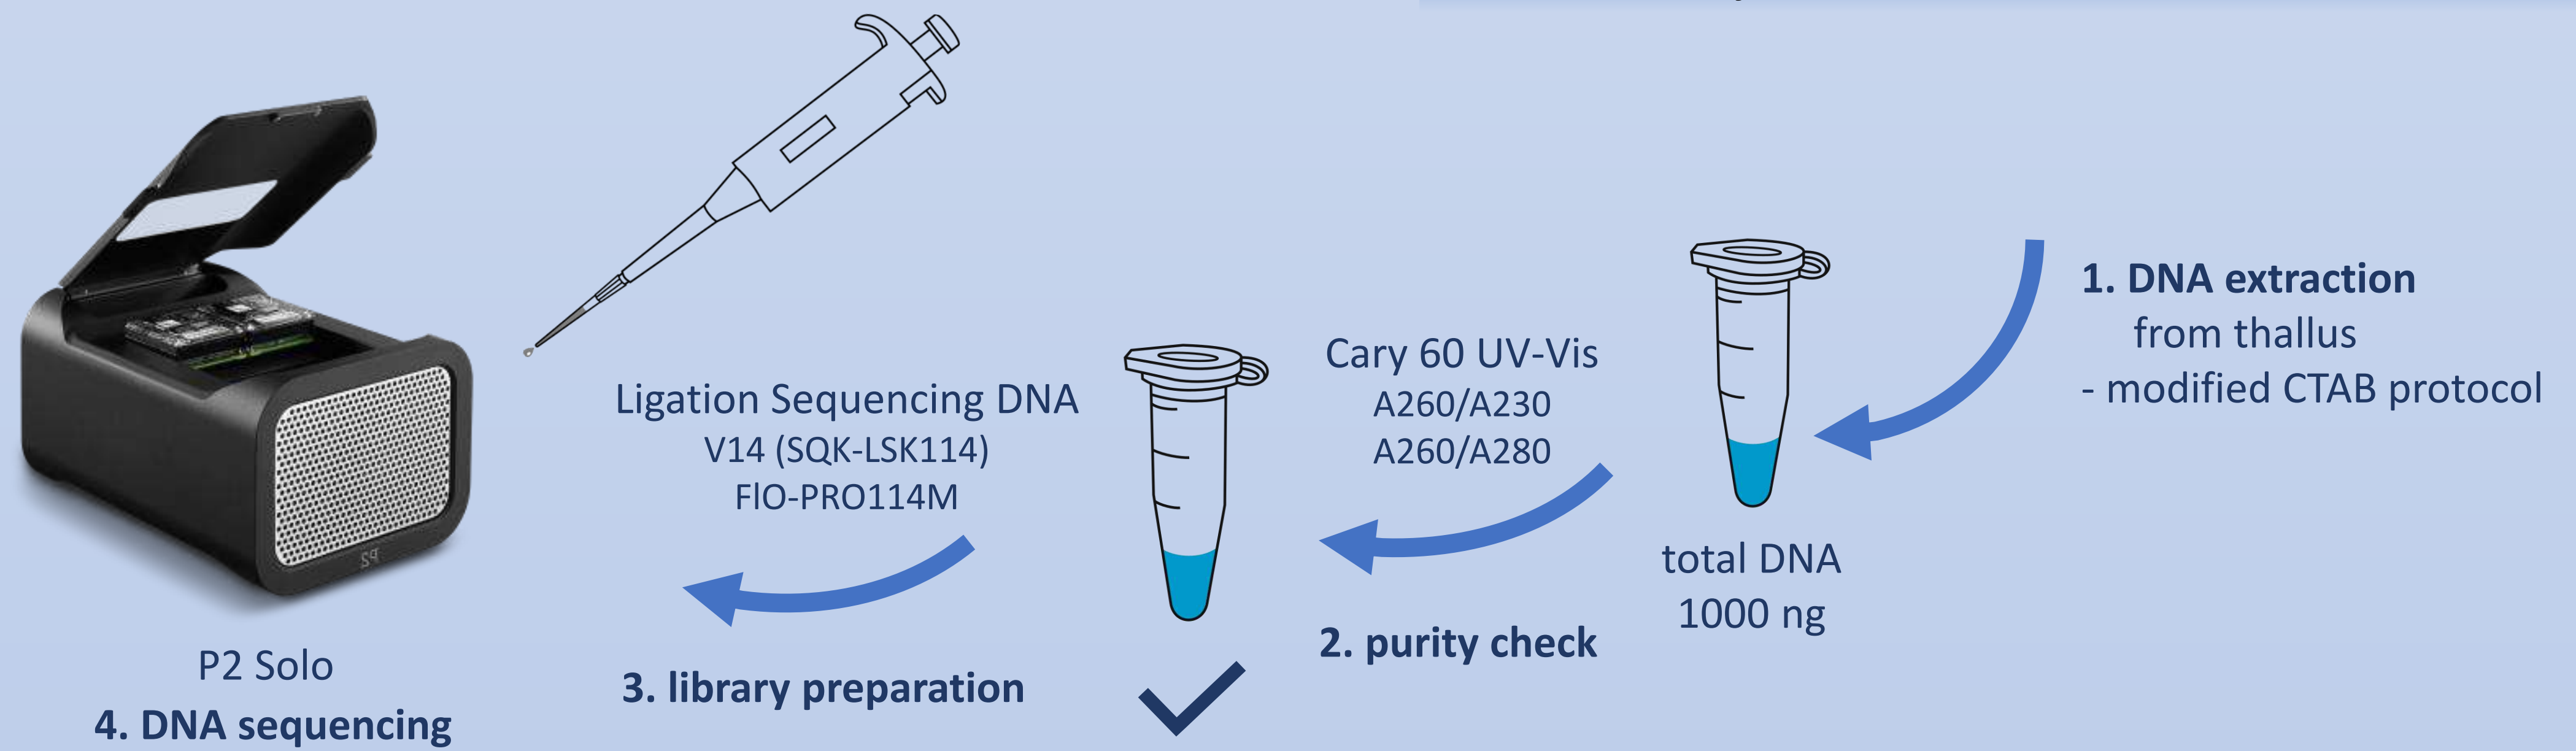 1. DNA extraction
from thallus
- modified CTAB protocol
total DNA
1000 ng
Cary 60 UV-Vis
A260/A230
A260/A280
2. purity check
Ligation Sequencing DNA
V14 (SQK-LSK114)
FlO-PRO114M
3. library preparation
P2
P2 Solo
4. DNA sequencing